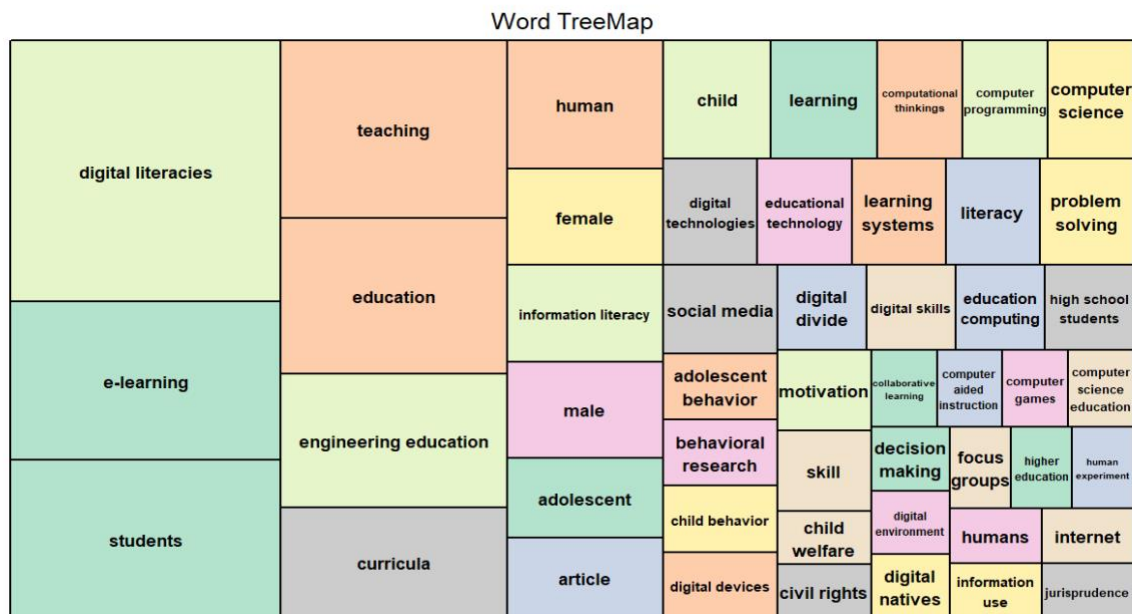 Word TreeMap
digital literacies
e-learning
students
teaching
education
engineering education
curricula
human
female
information literacy
male
adolescent
article
child
learning
computational
thinkings
computer
programming
computer
science
digital
technologies
educational
technology
learning
systems
literacy
problem
solving
social media
digital
divide
digital skills
education
computing
high school
students
adolescent
behavior
behavioral
research
child behavior
digital devices
motivation
skill
child
welfare
civil rights
collaborative
learning
computer
aided
instruction
computer
games
computer
science
education
decision
making
focus
groups
higher
education
human
experiment
digital
environment
humans
internet
digital
natives
information
use
jurisprudence